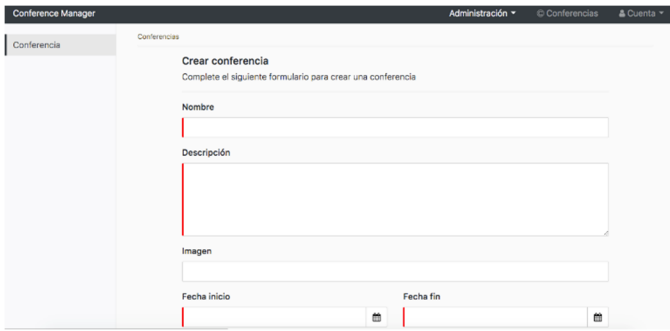 Conference Manager Administración © Conferencias Cuenta
Conferencia
Conferencias
Crear conferencia
Complete el siguiente formulario para crear una conferencia
Nombre
Descripción
Imagen
Fecha inicio Fecha fin